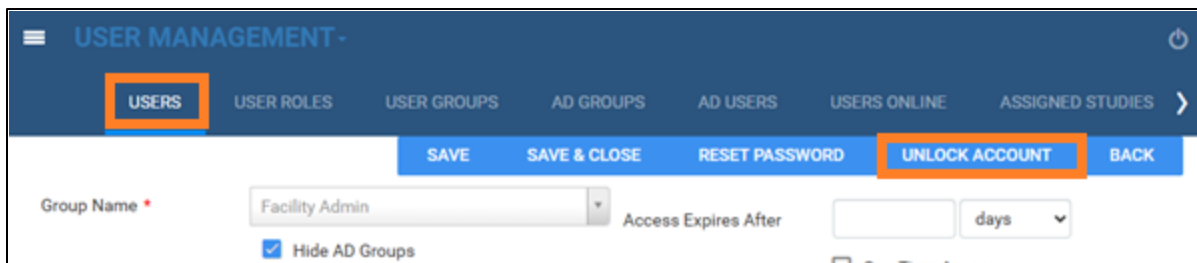 USER MANAGEMENT
USERS USER ROLES USER GROUPS AD GROUPS AD USERS USERS ONLINE ASSIGNED STUDIES
SAVE SAVE & CLOSE RESET PASSWORD UNLOCK ACCOUNT BACK
Group Name * Facility Admin Access Expires After days
Hide AD Groups